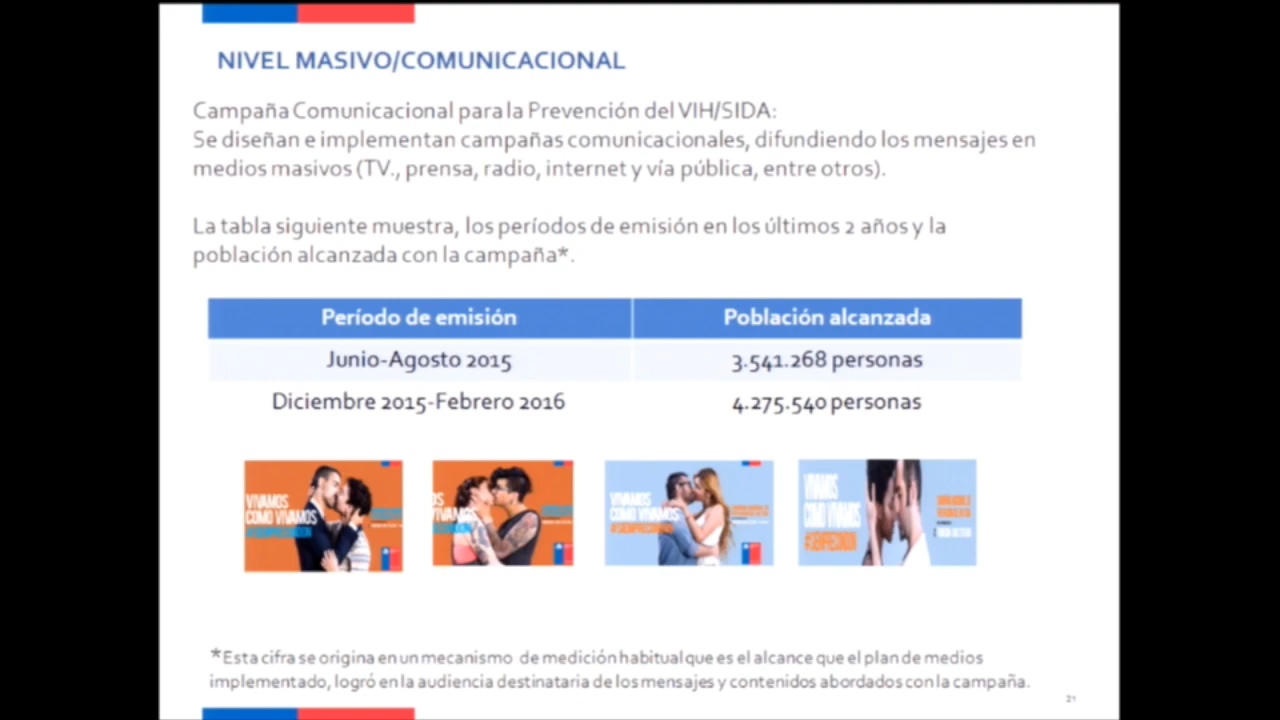 NIVEL MASIVO/COMUNICACIONAL
Campaña Comunicacional para la Prevención del VIH/SIDA:
Se diseñan e implementan campañas comunicacionales, difundiendo los mensajes en
medios masivos (TV., prensa, radio, internet y vía pública, entre otros).
La tabla siguiente muestra, los períodos de emisión en los últimos 2 años y la
población alcanzada con la campaña*.
Período de emisión Población alcanzada
Junio-Agosto 2015 3.541.268 personas
Diciembre 2015-Febrero 2016 4.275.540 personas
VIVAMOS
COMO VIVAMOS
VIVAMOS
VIVAMOS
COMO VIVAMOS
VIVAMOS
COMO VIVAMOS
*Esta cifra se origina en un mecanismo de medición habitual que es el alcance que el plan de medios
implementado, logró en la audiencia destinataria de los mensajes y contenidos abordados con la campaña.
21